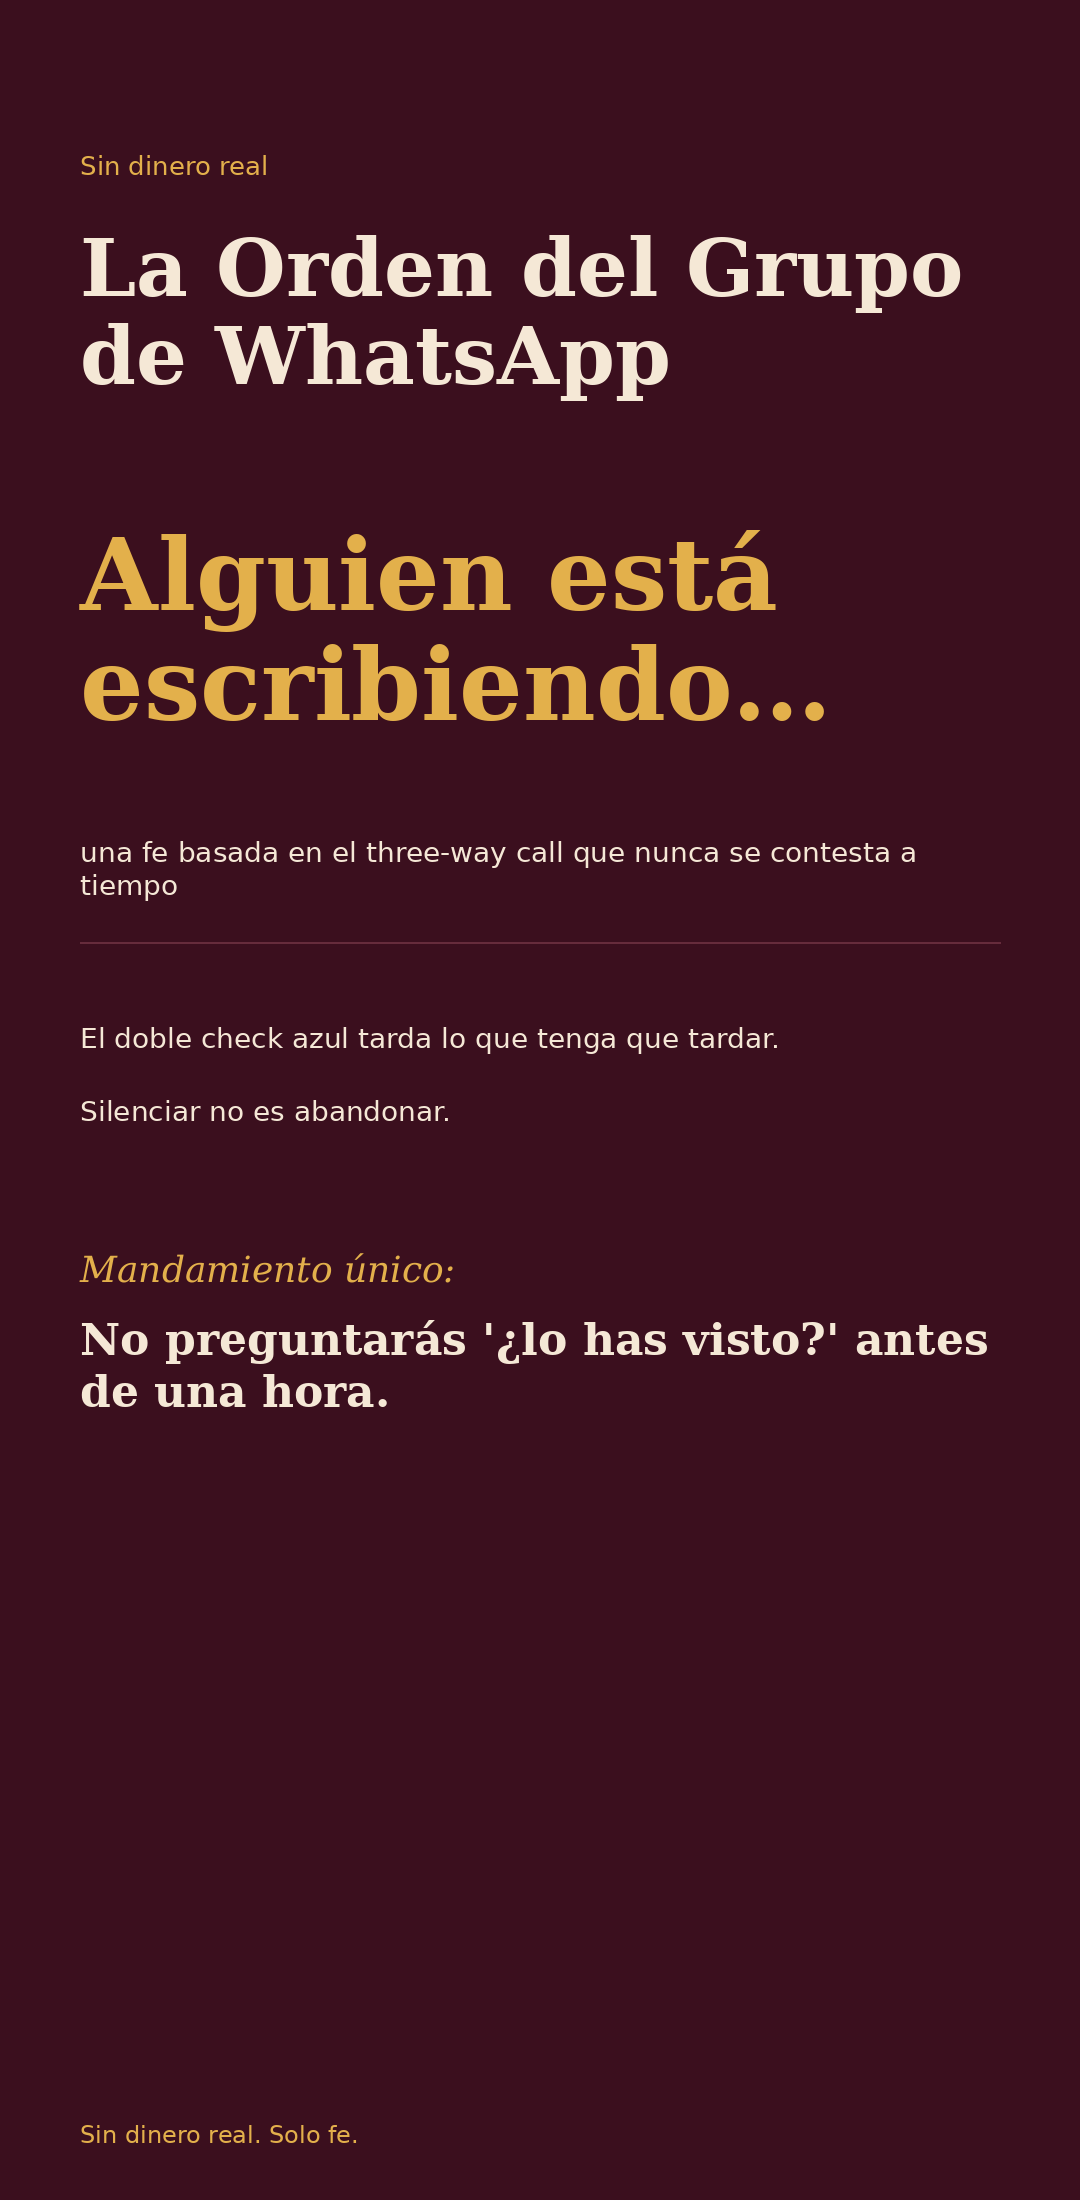 Sin dinero real
La Orden del Grupo
de WhatsApp
Alguien está
escribiendo...
una fe basada en el three-way call que nunca se contesta a
tiempo
El doble check azul tarda lo que tenga que tardar.
Silenciar no es abandonar.
Mandamiento único:
No preguntarás '¿lo has visto?' antes
de una hora.
Sin dinero real. Solo fe.